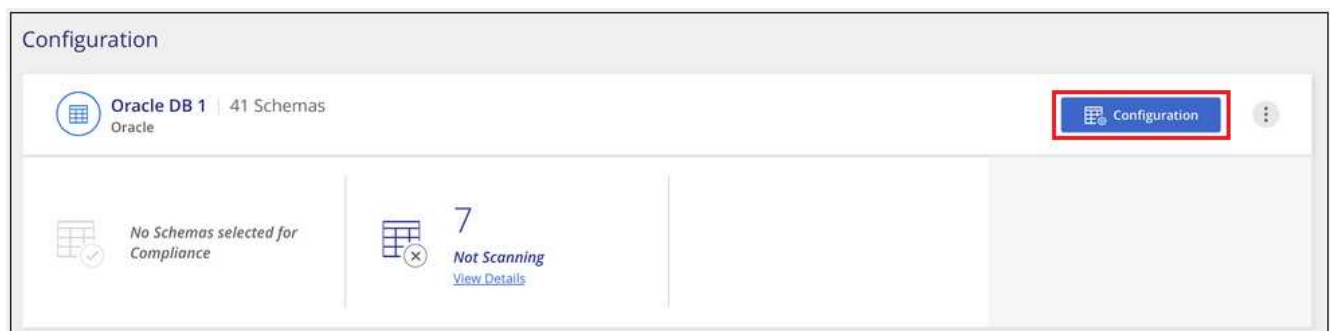 Configuration
Oracle DB 1 | 41 Schemas
Oracle
Configuration
No Schemas selected for
Compliance
7
Not Scanning
View Details